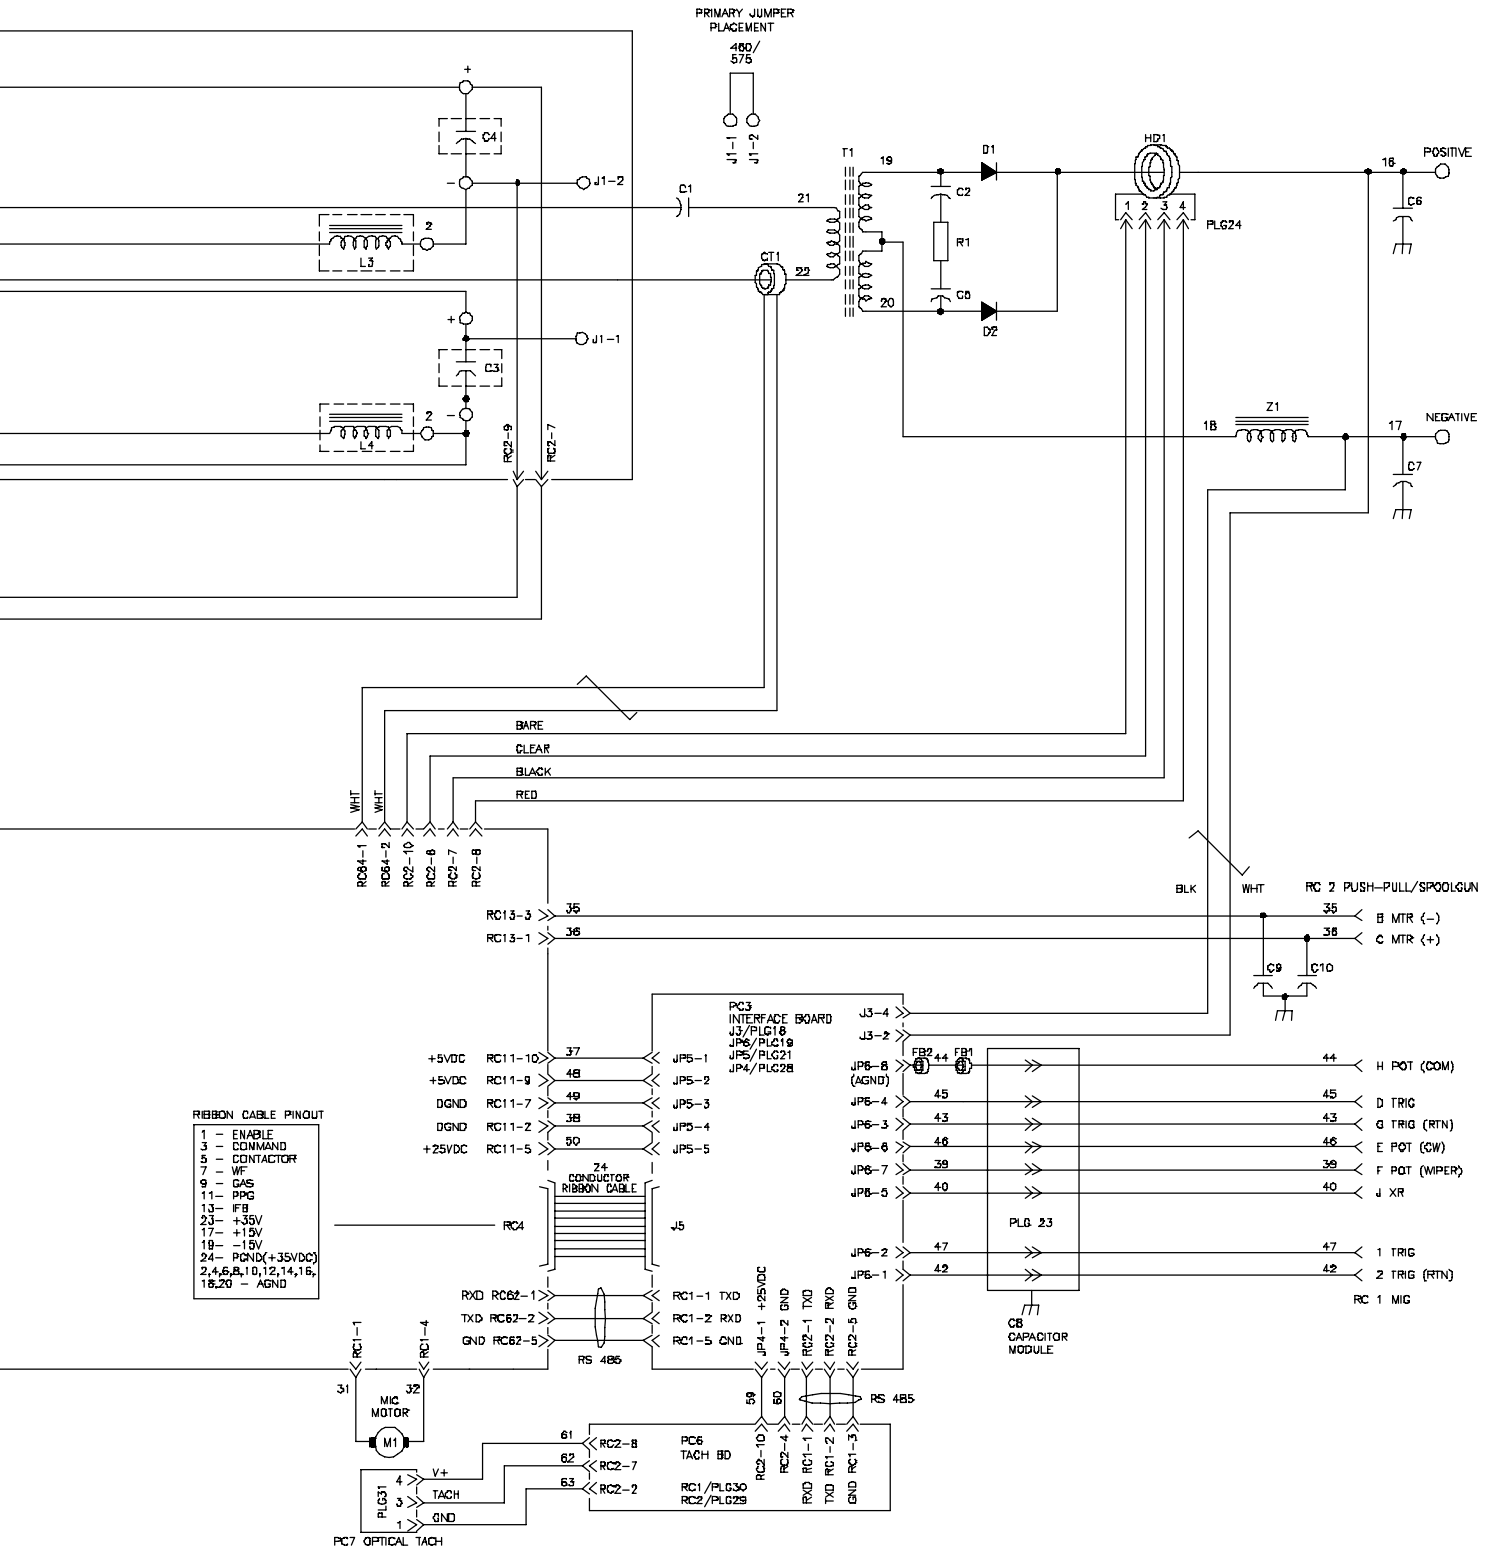 PRIMARY JUMPER
PLACEMENT
460/
575
J1-1
J1-2
+
C4
-
J1-2
2
L3
C1
21
T1
19
D1
HD1
16
POSITIVE
C2
1 2 3 4
PLG24
C6
R1
CT1
22
20
D2
+
J1-1
C3
2
-
L4
RC2-9
RC2-7
18
Z1
17
NEGATIVE
C7
BARE
CLEAR
BLACK
RED
WHT
WHT
RC64-1
RC64-2
RC2-10
RC2-6
RC2-7
RC2-8
BLK
WHT
RC 2 PUSH-PULL/SPOOLGUN
RC13-3
35
35
B MTR (-)
RC13-1
36
36
C MTR (+)
C9
C10
PC3
INTERFACE BOARD
J3/PLG18
JP6/PLG19
JP5/PLG21
JP4/PLG28
J3-4
J3-2
+5VDC RC11-10
37
JP5-1
JP6-8
(AGND)
FB2
44
FB1
44
H POT (COM)
+5VDC RC11-9
48
JP5-2
DGND RC11-7
49
JP5-3
JP6-4
45
45
D TRIG
DGND RC11-2
38
JP5-4
JP6-3
43
43
G TRIG (RTN)
+25VDC RC11-5
50
JP5-5
JP6-6
46
46
E POT (CW)
JP6-7
39
39
F POT (WIPER)
JP6-5
40
40
J XR
RIBBON CABLE PINOUT
1 - ENABLE
3 - COMMAND
5 - CONTACTOR
7 - WF
9 - GAS
11- PPG
13- IFB
23- +35V
17- +15V
19- -15V
24- PGND(+35VDC)
2,4,6,8,10,12,14,16,
18,20 - AGND
24
CONDUCTOR
RIBBON CABLE
RC4
J5
PLG 23
JP6-2
47
47
1 TRIG
JP6-1
42
42
2 TRIG (RTN)
RC 1 MIG
C8
CAPACITOR
MODULE
RXD RC62-1
RC1-1 TXD
TXD RC62-2
RC1-2 RXD
GND RC62-5
RC1-5 GND
RS 485
JP4-1 +25VDC
JP4-2 GND
RC2-1 TXD
RC2-2 RXD
RC2-5 GND
RC1-1
RC1-4
31
32
MIG
MOTOR
M1
59
60
RS 485
61
RC2-8
62
RC2-7
63
RC2-2
PC6
TACH BD
RC1/PLG30
RC2/PLG29
RC2-10
RC2-4
RXD RC1-1
TXD RC1-2
GND RC1-3
PLG31
4
V+
3
TACH
1
GND
PC7 OPTICAL TACH